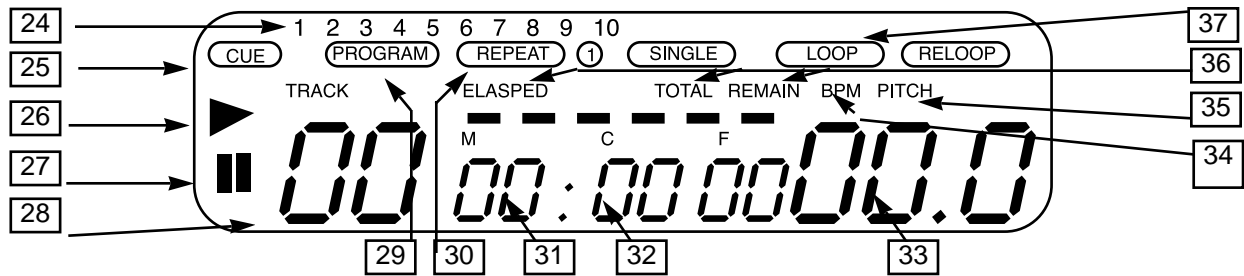 24 1 2 3 4 5 6 7 8 9 10 37
25 CUE PROGRAM REPEAT 1 SINGLE LOOP RELOOP 36
TRACK ELASPED TOTAL REMAIN BPM PITCH 35
26
M C F
27 00 00:00 00 00.0 34
28
29 30 31 32 33